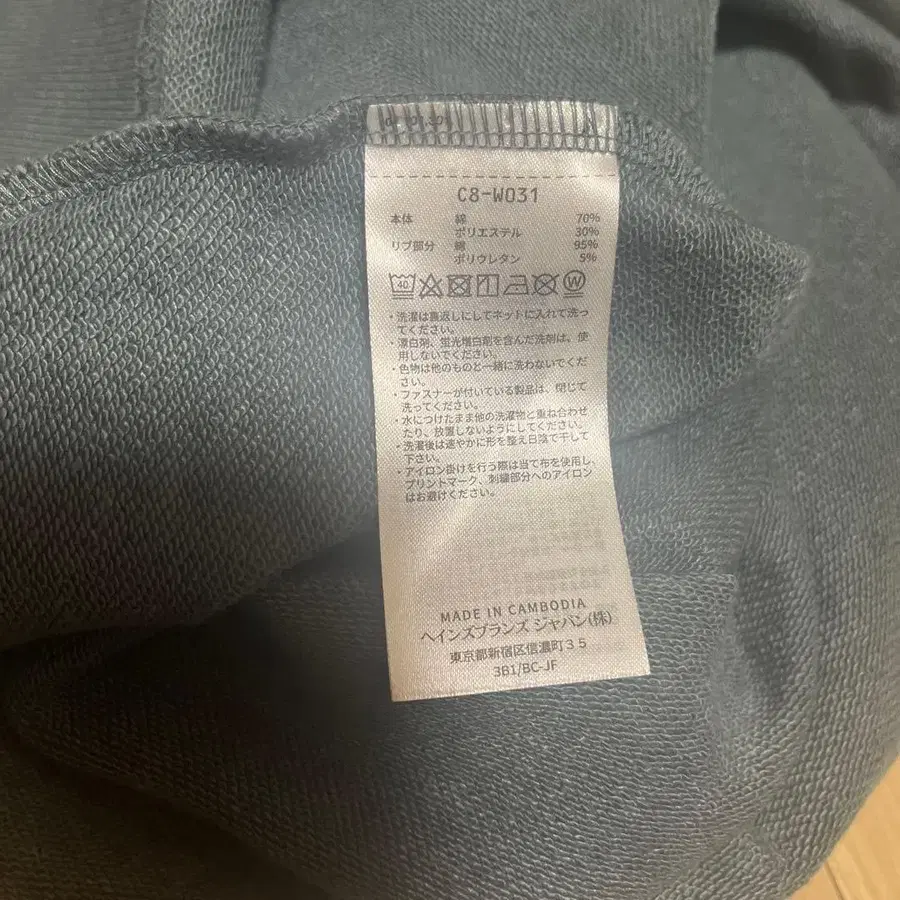 C8-W031
本体 綿 70%
ポリエステル 30%
リブ部分 綿 95%
ポリウレタン 5%
40 W
・洗濯は裏返しにしてネットに入れて洗っ
てください。
・漂白剤、蛍光増白剤を含んだ洗剤は、使
用しないでください。
・色物は他のものと一緒に洗わないでくだ
さい。
・ファスナーが付いている製品は、閉じて
洗ってください。
・水につけたまま他の洗濯物と重ね合わせ
たり、放置しないようにしてください。
・洗濯後は速やかに形を整え日陰で干して
下さい。
・アイロン掛けを行う際は当て布を使用し、
プリントマーク、刺繍部分へのアイロン
はお避けください。
MADE IN CAMBODIA
ヘインズブランズ ジャパン(株)
東京都新宿区信濃町３５
3B1/BC-JF